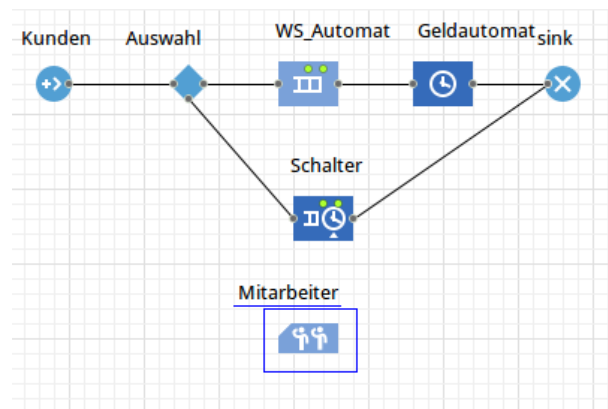 Kunden
Auswahl
WS_Automat
Geldautomat
sink
Schalter
Mitarbeiter